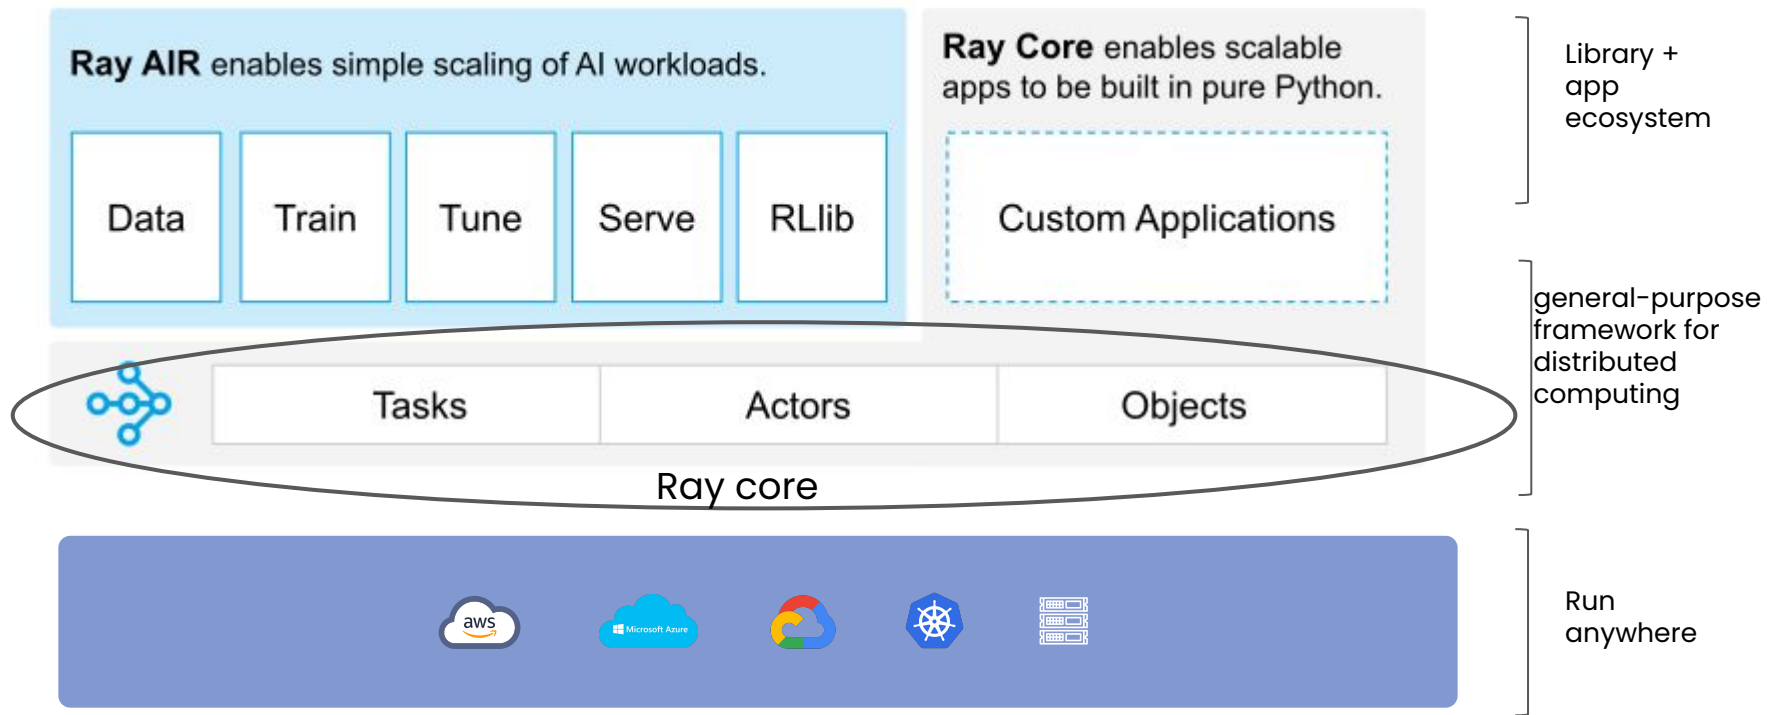 Ray AIR enables simple scaling of AI workloads.
Ray Core enables scalable
apps to be built in pure Python.
Library +
app
ecosystem
Data
Train
Tune
Serve
RLlib
Custom Applications
general-purpose
framework for
distributed
computing
Tasks
Actors
Objects
Ray core
aws
Microsoft Azure
Run
anywhere